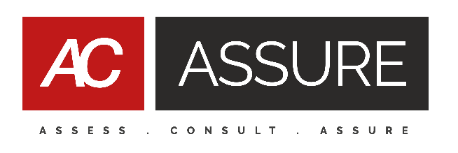 AC ASSURE
ASSESS . CONSULT . ASSURE